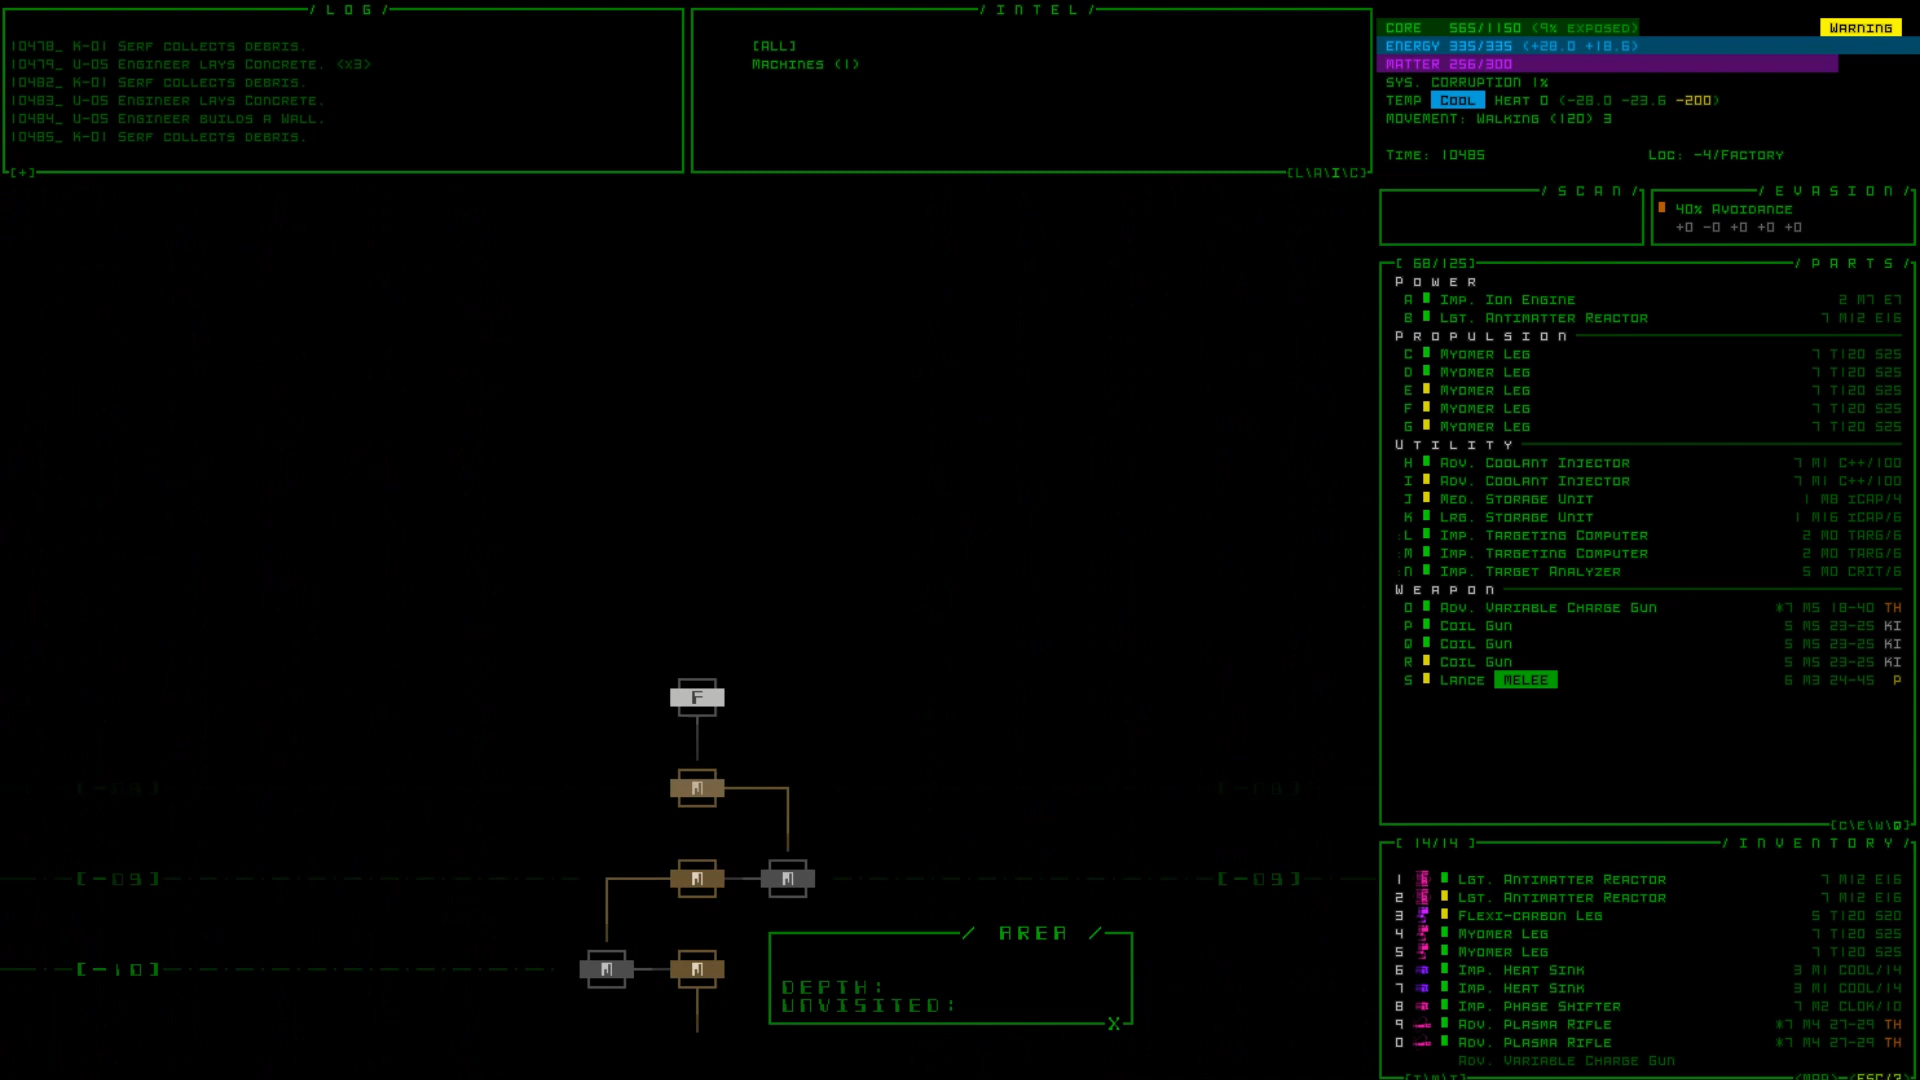 / L O G /
10478_ K-01 Serf collects debris.
10479_ U-05 Engineer lays Concrete. <x3>
10482_ K-01 Serf collects debris.
10483_ U-05 Engineer lays Concrete.
10484_ U-05 Engineer builds a Wall.
10485_ K-01 Serf collects debris.
[+]
/ I N T E L /
[ALL]
Machines (1)
[L\A\I\C]
CORE 565/1150 (9% EXPOSED)
WARNING
ENERGY 335/335 (+28.0 +18.6)
MATTER 256/300
SYS. CORRUPTION 1%
TEMP Cool HEAT 0 (-28.0 -23.6 -200)
MOVEMENT: Walking (120) 3
TIME: 10485
LOC: -4/FACTORY
/ S C A N /
/ E V A S I O N /
40% Avoidance
+0 -0 +0 +0 +0
[ 68/125] / P A R T S /
P o w e r
A Imp. Ion Engine 2 M7 E7
B Lgt. Antimatter Reactor 7 M12 E16
P r o p u l s i o n
C Myomer Leg 7 T120 S25
D Myomer Leg 7 T120 S25
E Myomer Leg 7 T120 S25
F Myomer Leg 7 T120 S25
G Myomer Leg 7 T120 S25
U t i l i t y
H Adv. Coolant Injector 7 M1 C++/100
I Adv. Coolant Injector 7 M1 C++/100
J Med. Storage Unit 1 M8 iCap/4
K Lrg. Storage Unit 1 M16 iCap/6
:L Imp. Targeting Computer 2 M0 Targ/6
:M Imp. Targeting Computer 2 M0 Targ/6
:N Imp. Target Analyzer 5 M0 Crit/6
W e a p o n
O Adv. Variable Charge Gun *7 M5 18-40 TH
P Coil Gun 5 M5 23-25 KI
Q Coil Gun 5 M5 23-25 KI
R Coil Gun 5 M5 23-25 KI
S Lance MELEE 6 M3 24-45 P
[C\E\W\Q]
F
M
M
M
[-09]
[-09]
M
M
[-10]
/ AREA /
DEPTH:
UNVISITED:
X
[ 14/14 ] / I N V E N T O R Y /
1 Lgt. Antimatter Reactor 7 M12 E16
2 Lgt. Antimatter Reactor 7 M12 E16
3 Flexi-carbon Leg 5 T120 S20
4 Myomer Leg 7 T120 S25
5 Myomer Leg 7 T120 S25
6 Imp. Heat Sink 3 M1 Cool/14
7 Imp. Heat Sink 3 M1 Cool/14
8 Imp. Phase Shifter 7 M2 Clok/10
9 Adv. Plasma Rifle *7 M4 27-29 TH
0 Adv. Plasma Rifle *7 M4 27-29 TH
Adv. Variable Charge Gun